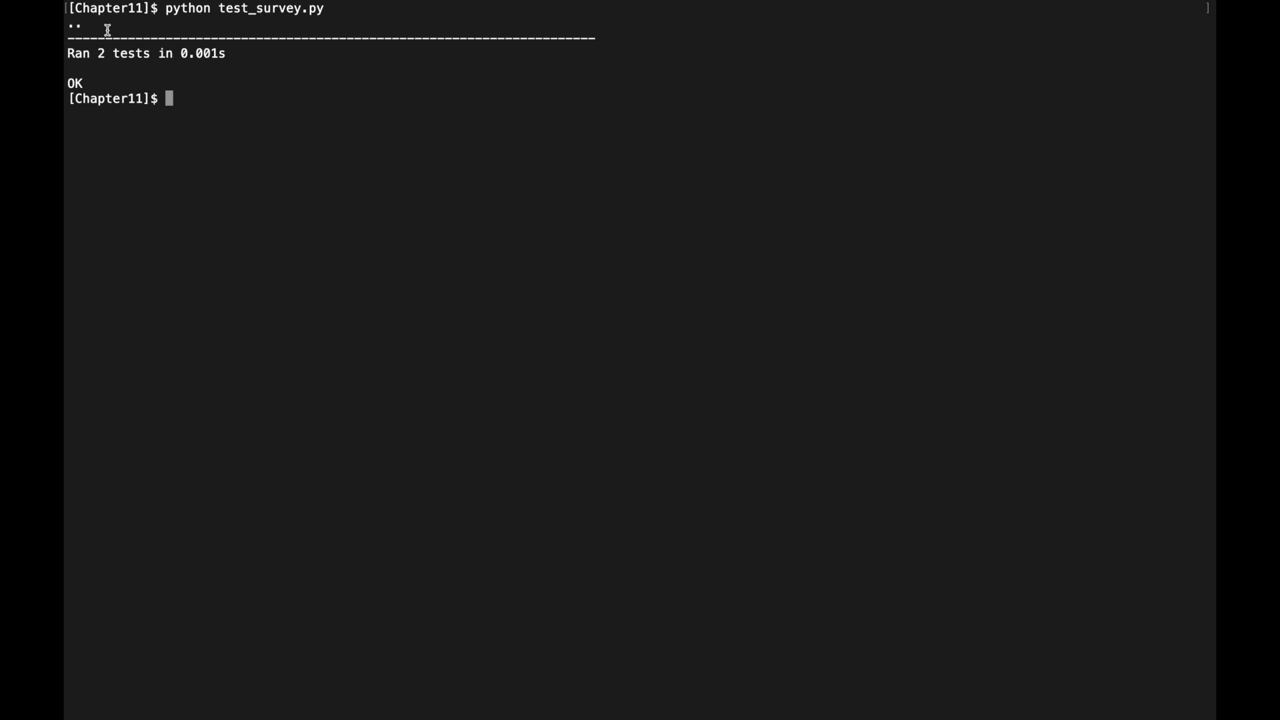 [[Chapter11]$ python test_survey.py ]
..
----------------------------------------------------------------------
Ran 2 tests in 0.001s
OK
[Chapter11]$